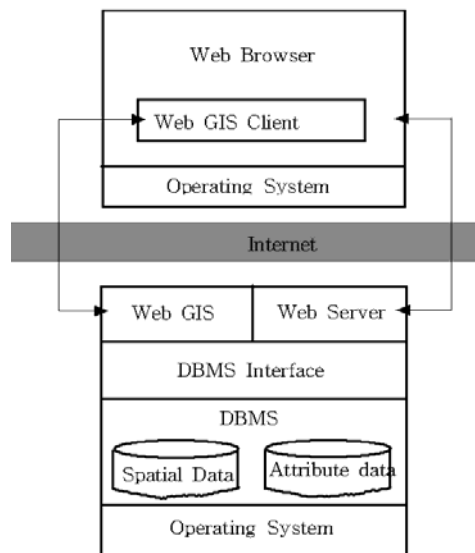 Web Browser
Web GIS Client
Operating System
Internet
Web GIS
Web Server
DBMS Interface
DBMS
Spatial Data
Attribute data
Operating System